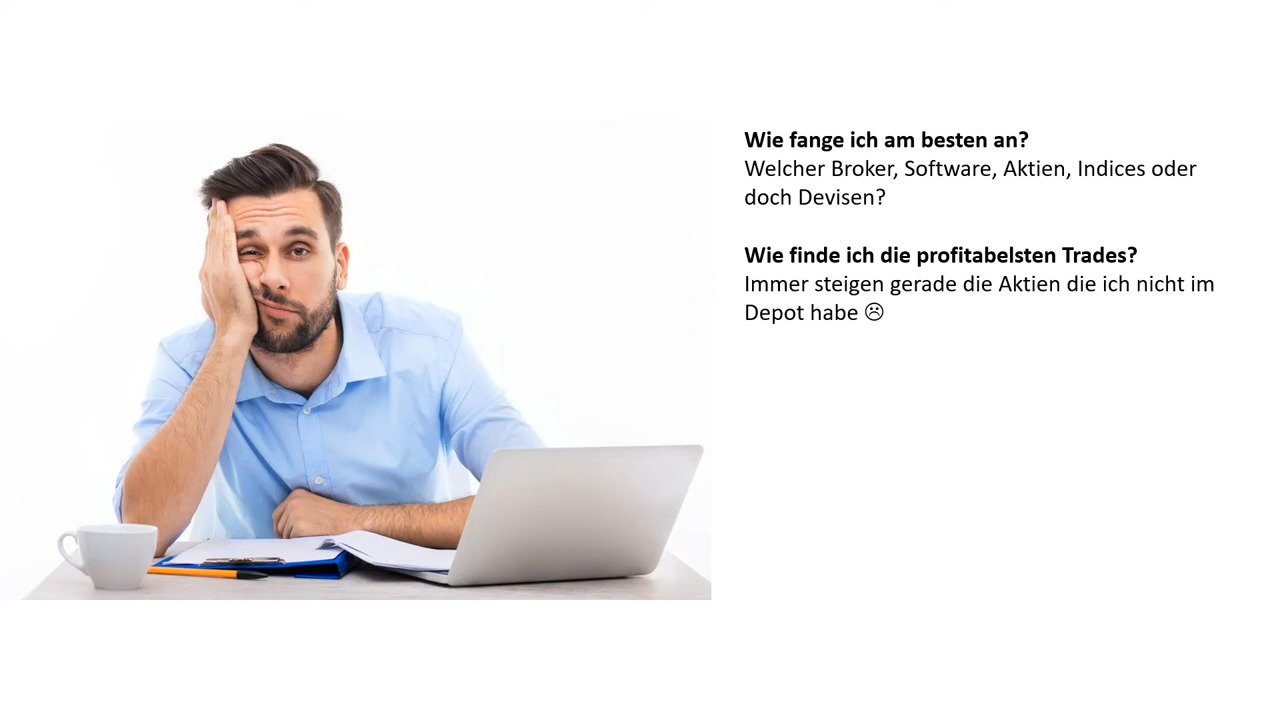 Wie fange ich am besten an?
Welcher Broker, Software, Aktien, Indices oder
doch Devisen?
Wie finde ich die profitabelsten Trades?
Immer steigen gerade die Aktien die ich nicht im
Depot habe ☹